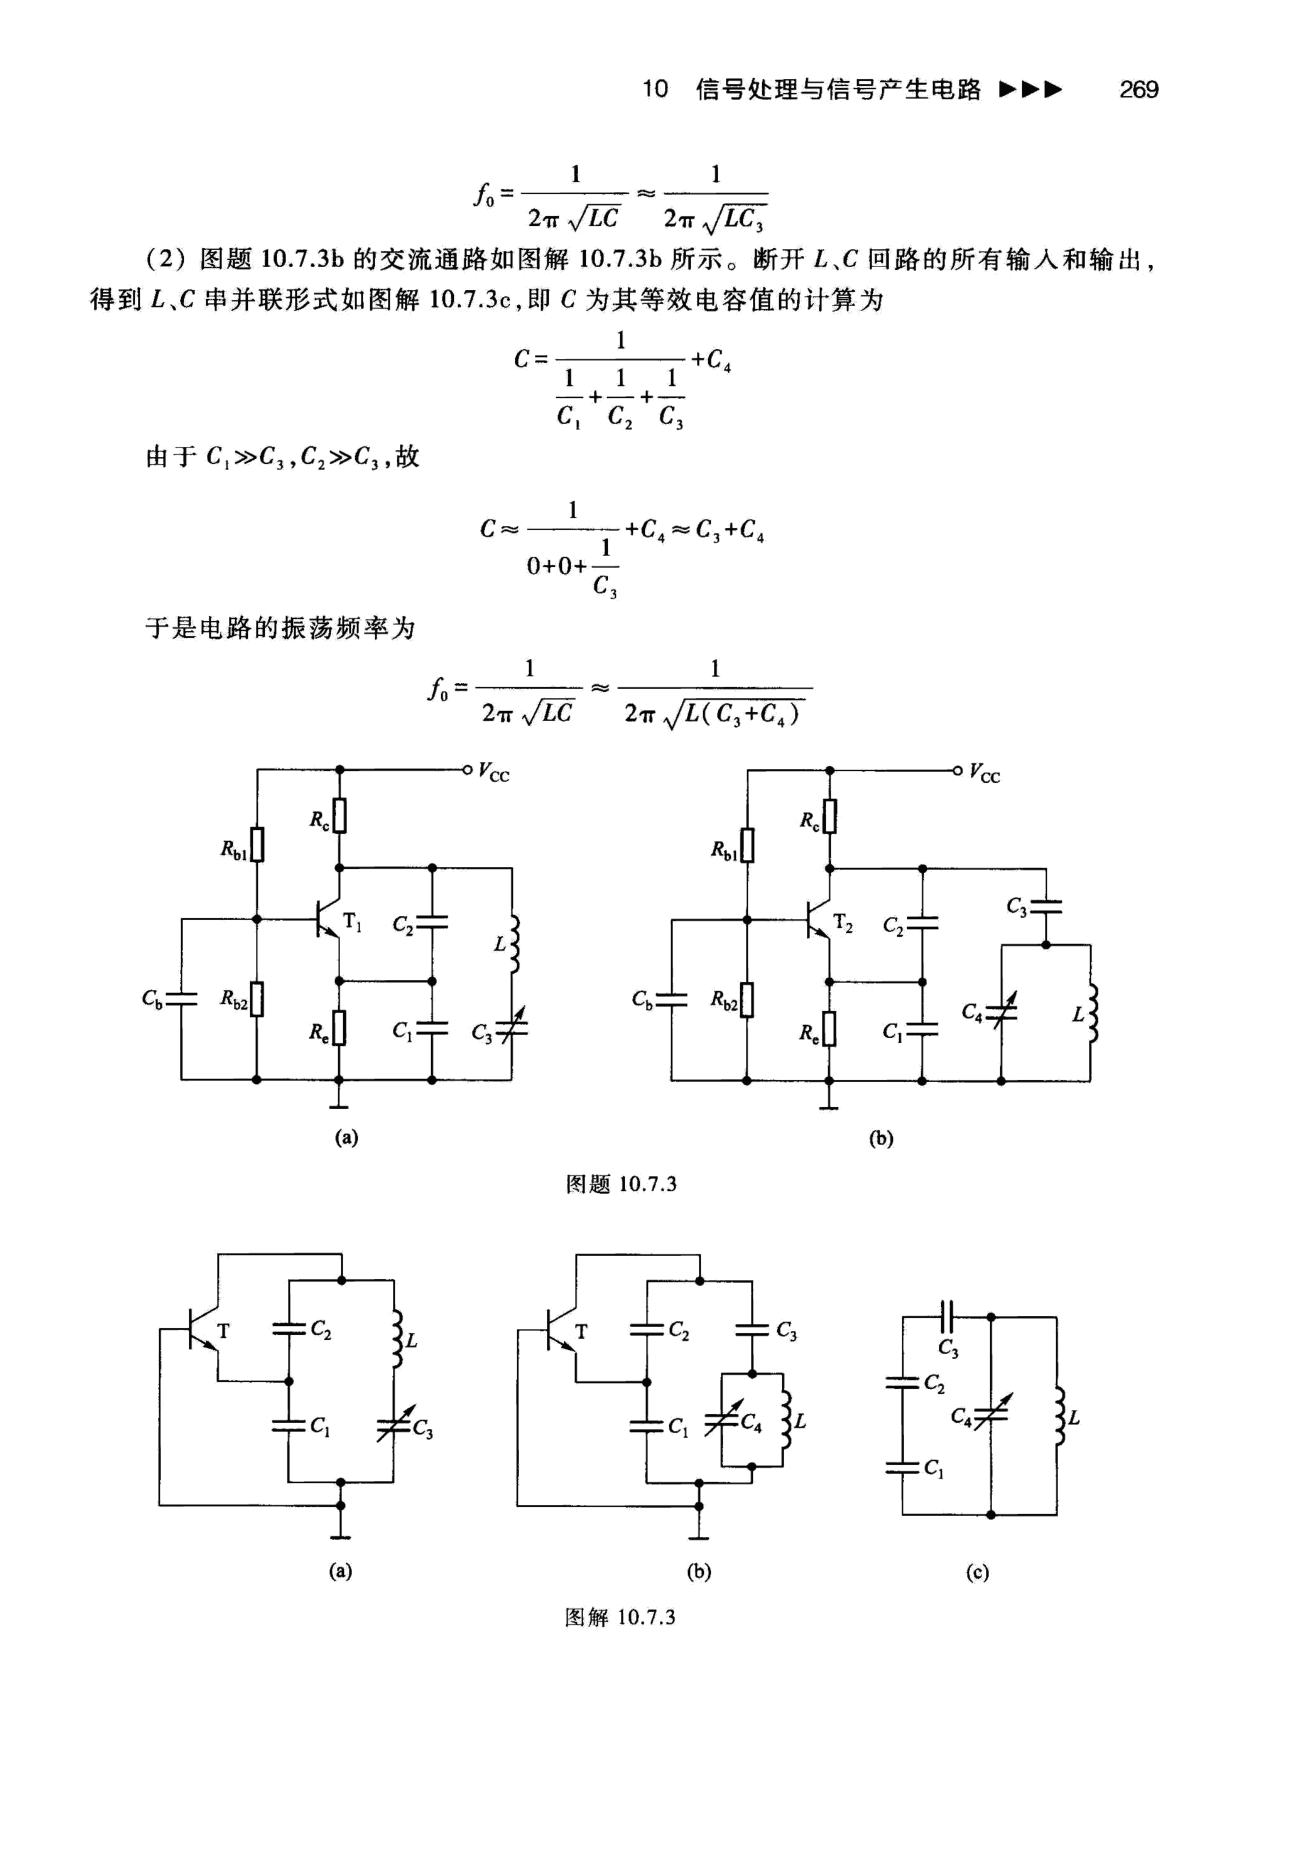 10 信号处理与信号产生电路 ▶▶▶ 269
f₀ = 1/(2π√(LC)) ≈ 1/(2π√(LC₃))
(2) 图题 10.7.3b 的交流通路如图解 10.7.3b 所示。断开 L、C 回路的所有输入和输出,
得到 L、C 串并联形式如图解 10.7.3c,即 C 为其等效电容值的计算为
C = 1/(1/C₁ + 1/C₂ + 1/C₃) + C₄
由于 C₁≫C₃,C₂≫C₃,故
C ≈ 1/(0+0+1/C₃) + C₄ ≈ C₃+C₄
于是电路的振荡频率为
f₀ = 1/(2π√(LC)) ≈ 1/(2π√(L(C₃+C₄)))
V_CC
R_c
R_b1
T₁
C₂
L
C_b
R_b2
R_e
C₁
C₃
(a)
V_CC
R_c
R_b1
C₃
T₂
C₂
C_b
R_b2
R_e
C₁
C₄
L
(b)
图题 10.7.3
T
C₂
L
C₁
C₃
(a)
T
C₂
C₃
C₁
C₄
L
(b)
C₃
C₂
C₄
L
C₁
(c)
图解 10.7.3